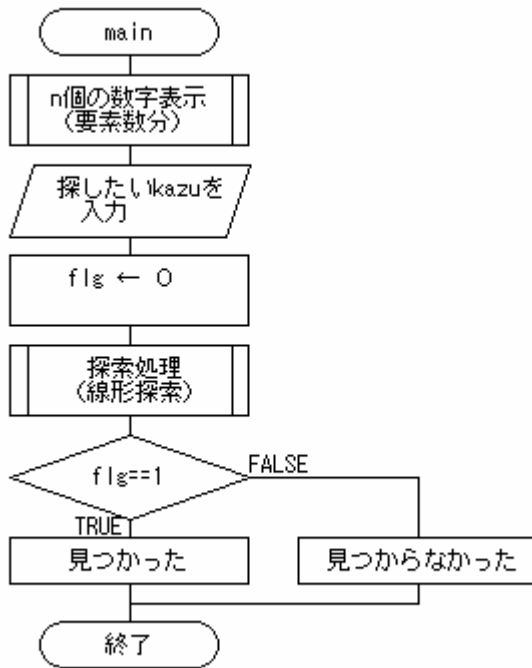 main
n個の数字表示
(要素数分)
探したいkazuを
入力
flg ← 0
探索処理
(線形探索)
flg==1
FALSE
TRUE
見つかった
見つからなかった
終了